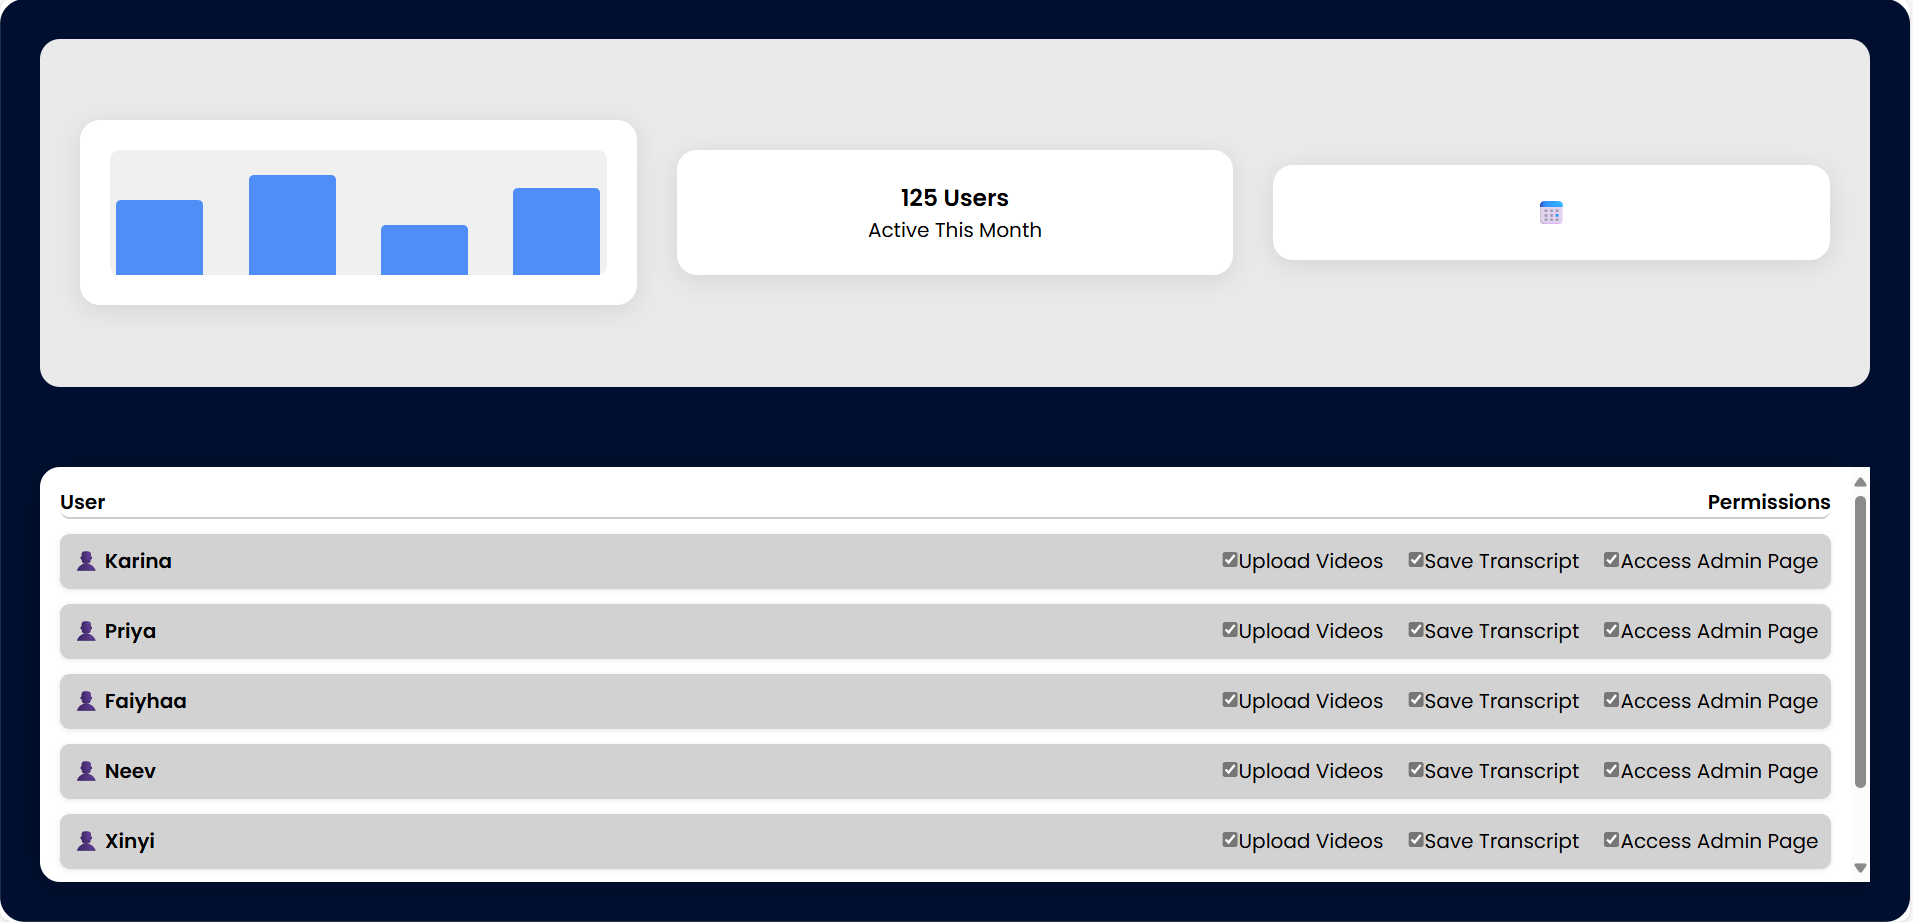 125 Users
Active This Month
User Permissions
Karina Upload Videos Save Transcript Access Admin Page
Priya Upload Videos Save Transcript Access Admin Page
Faiyhaa Upload Videos Save Transcript Access Admin Page
Neev Upload Videos Save Transcript Access Admin Page
Xinyi Upload Videos Save Transcript Access Admin Page